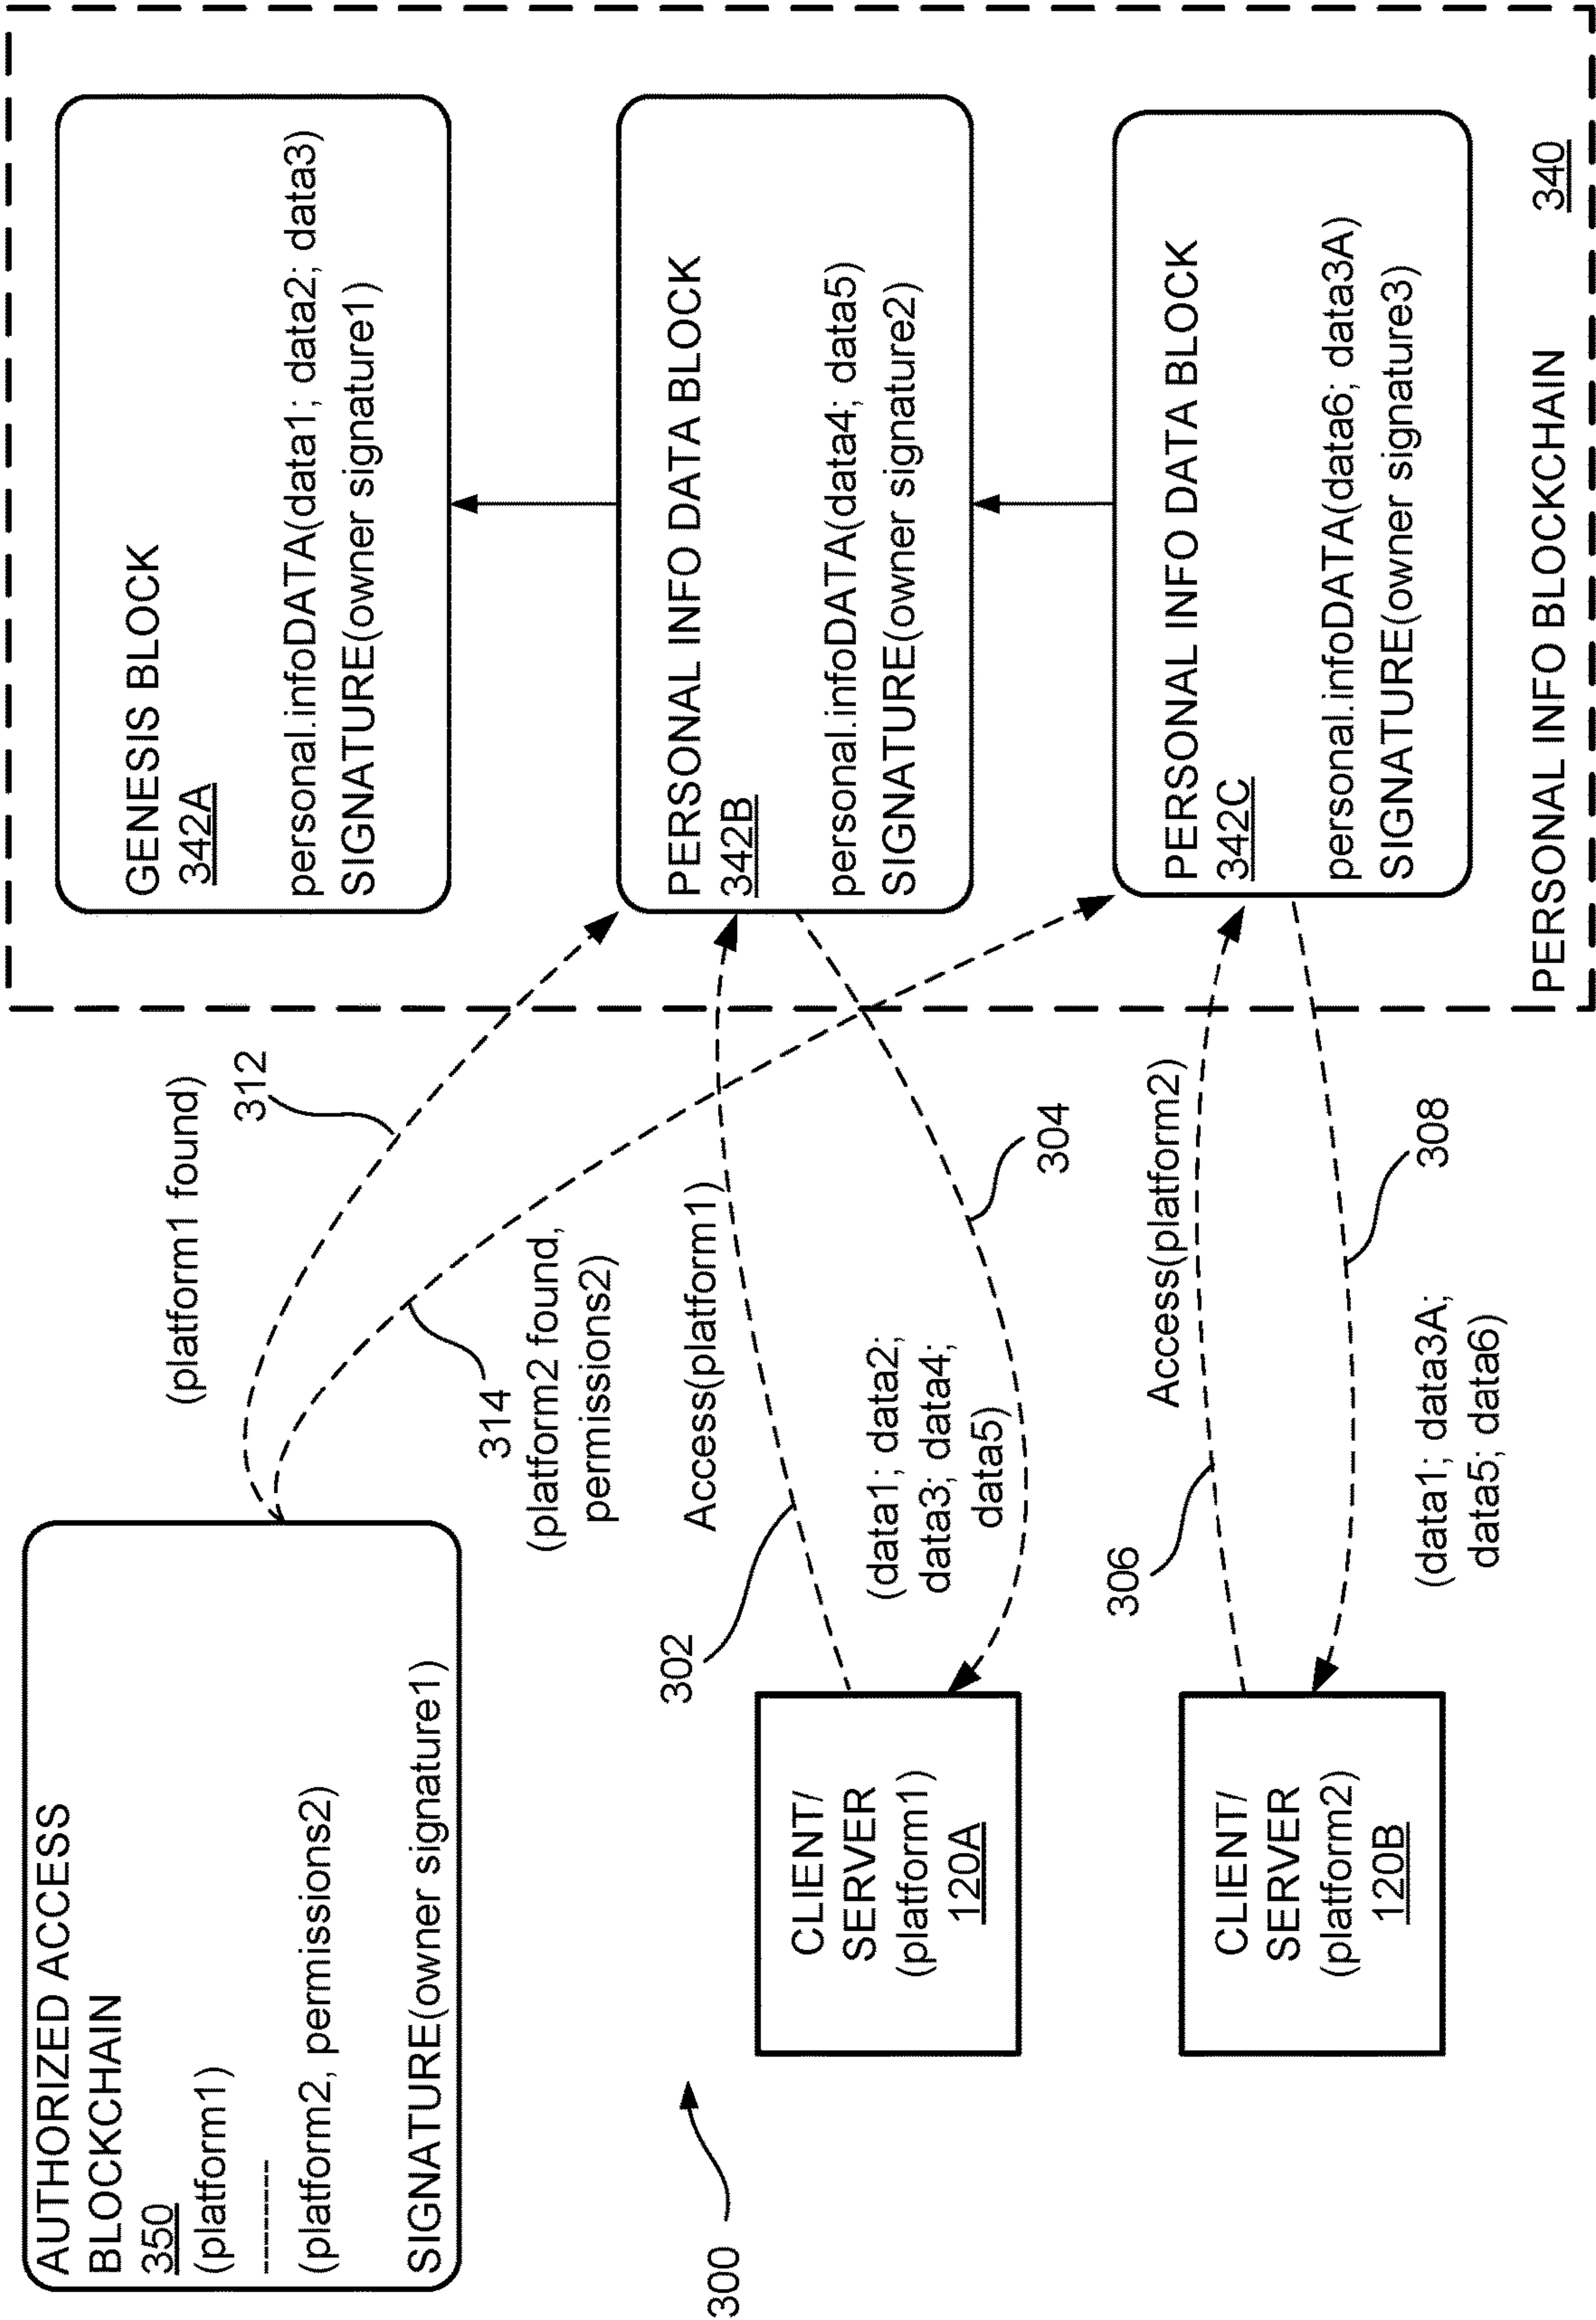 AUTHORIZED ACCESS
BLOCKCHAIN
350
(platform1)
---------
(platform2, permissions2)
SIGNATURE(owner signature1)
(platform1 found)
312
314
(platform2 found,
permissions2)
GENESIS BLOCK
342A
personal.infoDATA(data1; data2; data3)
SIGNATURE(owner signature1)
PERSONAL INFO DATA BLOCK
342B
personal.infoDATA(data4; data5)
SIGNATURE(owner signature2)
PERSONAL INFO DATA BLOCK
342C
personal.infoDATA(data6; data3A)
SIGNATURE(owner signature3)
PERSONAL INFO BLOCKCHAIN
340
300
302
Access(platform1)
(data1; data2;
data3; data4;
data5)
304
CLIENT/
SERVER
(platform1)
120A
306
Access(platform2)
308
(data1; data3A;
data5; data6)
CLIENT/
SERVER
(platform2)
120B